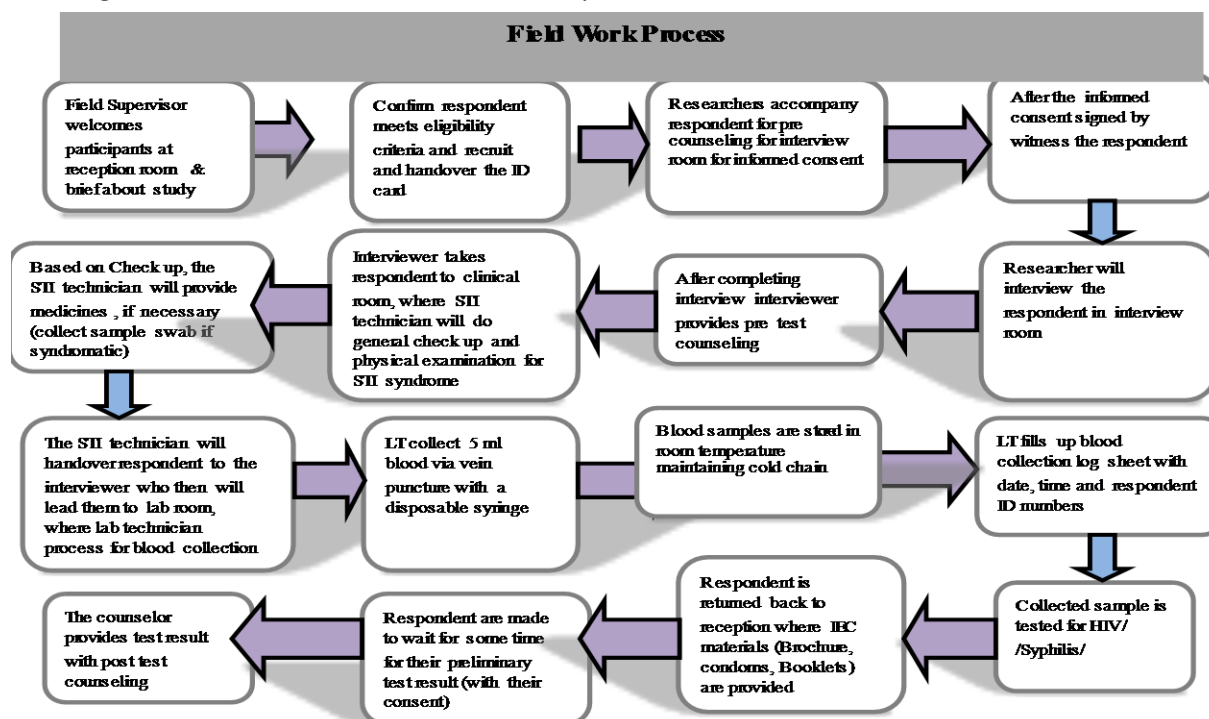 Field Work Process
Field Supervisor
welcomes
participants at
reception room & 
brief about study
Confirm respondent
meets eligibility
criteria and recruit
and handover the ID
card
Researchers accompany
respondent for pre
counseling for interview
room for informed consent
After the informed
consent signed by
witness the respondent
Researcher will
interview the
respondent in interview
room
After completing
interview interviewer
provides pre test
counseling
Interviewer takes
respondent to clinical
room, where STI
technician will do
general check up and
physical examination for
STI syndrome
Based on Check up, the
STI technician will provide
medicines , if necessary
(collect sample swab if
syndromatic)
The STI technician will
handover respondent to the
interviewer who then will
lead them to lab room,
where lab technician
process for blood collection
LT collect 5 ml
blood via vein
puncture with a
disposable syringe
Blood samples are stord in
room temperature
maintaining cold chain
LT fills up blood
collection log sheet with
date, time and respondent
ID numbers
Collected sample is
tested for HIV/
/Syphilis/
Respondent is
returned back to
reception where IEC
materials (Brochure,
condoms, Booklets)
are provided
Respondent are made
to wait for some time
for their preliminary
test result (with their
consent)
The counselor
provides test result
with post test
counseling